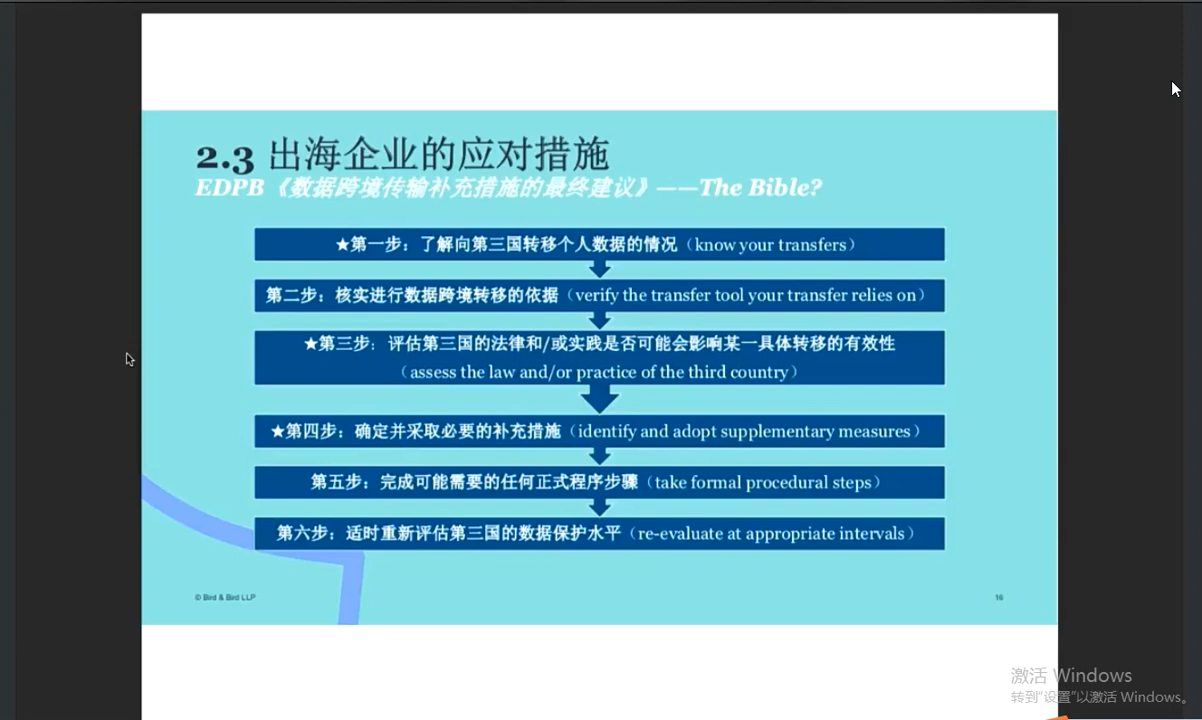 2.3 出海企业的应对措施
EDPB《数据跨境传输补充措施的最终建议》——The Bible?
★第一步：了解向第三国转移个人数据的情况（know your transfers）
第二步：核实进行数据跨境转移的依据（verify the transfer tool your transfer relies on）
★第三步：评估第三国的法律和/或实践是否可能会影响某一具体转移的有效性
（assess the law and/or practice of the third country）
★第四步：确定并采取必要的补充措施（identify and adopt supplementary measures）
第五步：完成可能需要的任何正式程序步骤（take formal procedural steps）
第六步：适时重新评估第三国的数据保护水平（re-evaluate at appropriate intervals）
© Bird & Bird LLP
16
激活 Windows
转到“设置”以激活 Windows。